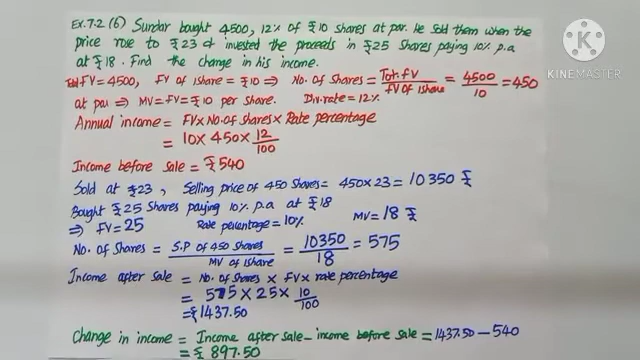 Ex.7.2 (6) Sundar bought 4500, 12% of ₹10 shares at par. He sold them when the
price rose to ₹23 & invested the proceeds in ₹25 shares paying 10% p.a
at ₹18. Find the change in his income.
KINEMASTER
Total FV = 4500, FV of 1share = ₹10 ⇒ No. of Shares = Tot. FV / FV of 1share = 4500 / 10 = 450
at par ⇒ MV = FV = ₹10 per share. Div. rate = 12%
Annual income = FV × No. of shares × Rate percentage
= 10 × 450 × 12/100
Income before sale = ₹540
Sold at ₹23, Selling price of 450 Shares = 450 × 23 = 10350 ₹
Bought ₹25 Shares paying 10% p.a at ₹18
⇒ FV = 25 Rate percentage = 10% MV = 18 ₹
No. of Shares = S.P of 450 Shares / MV of 1share = 10350 / 18 = 575
Income after sale = No. of shares × FV × rate percentage
= 575 × 25 × 10/100
= ₹1437.50
Change in income = Income after sale - income before sale = 1437.50 - 540
= ₹ 897.50